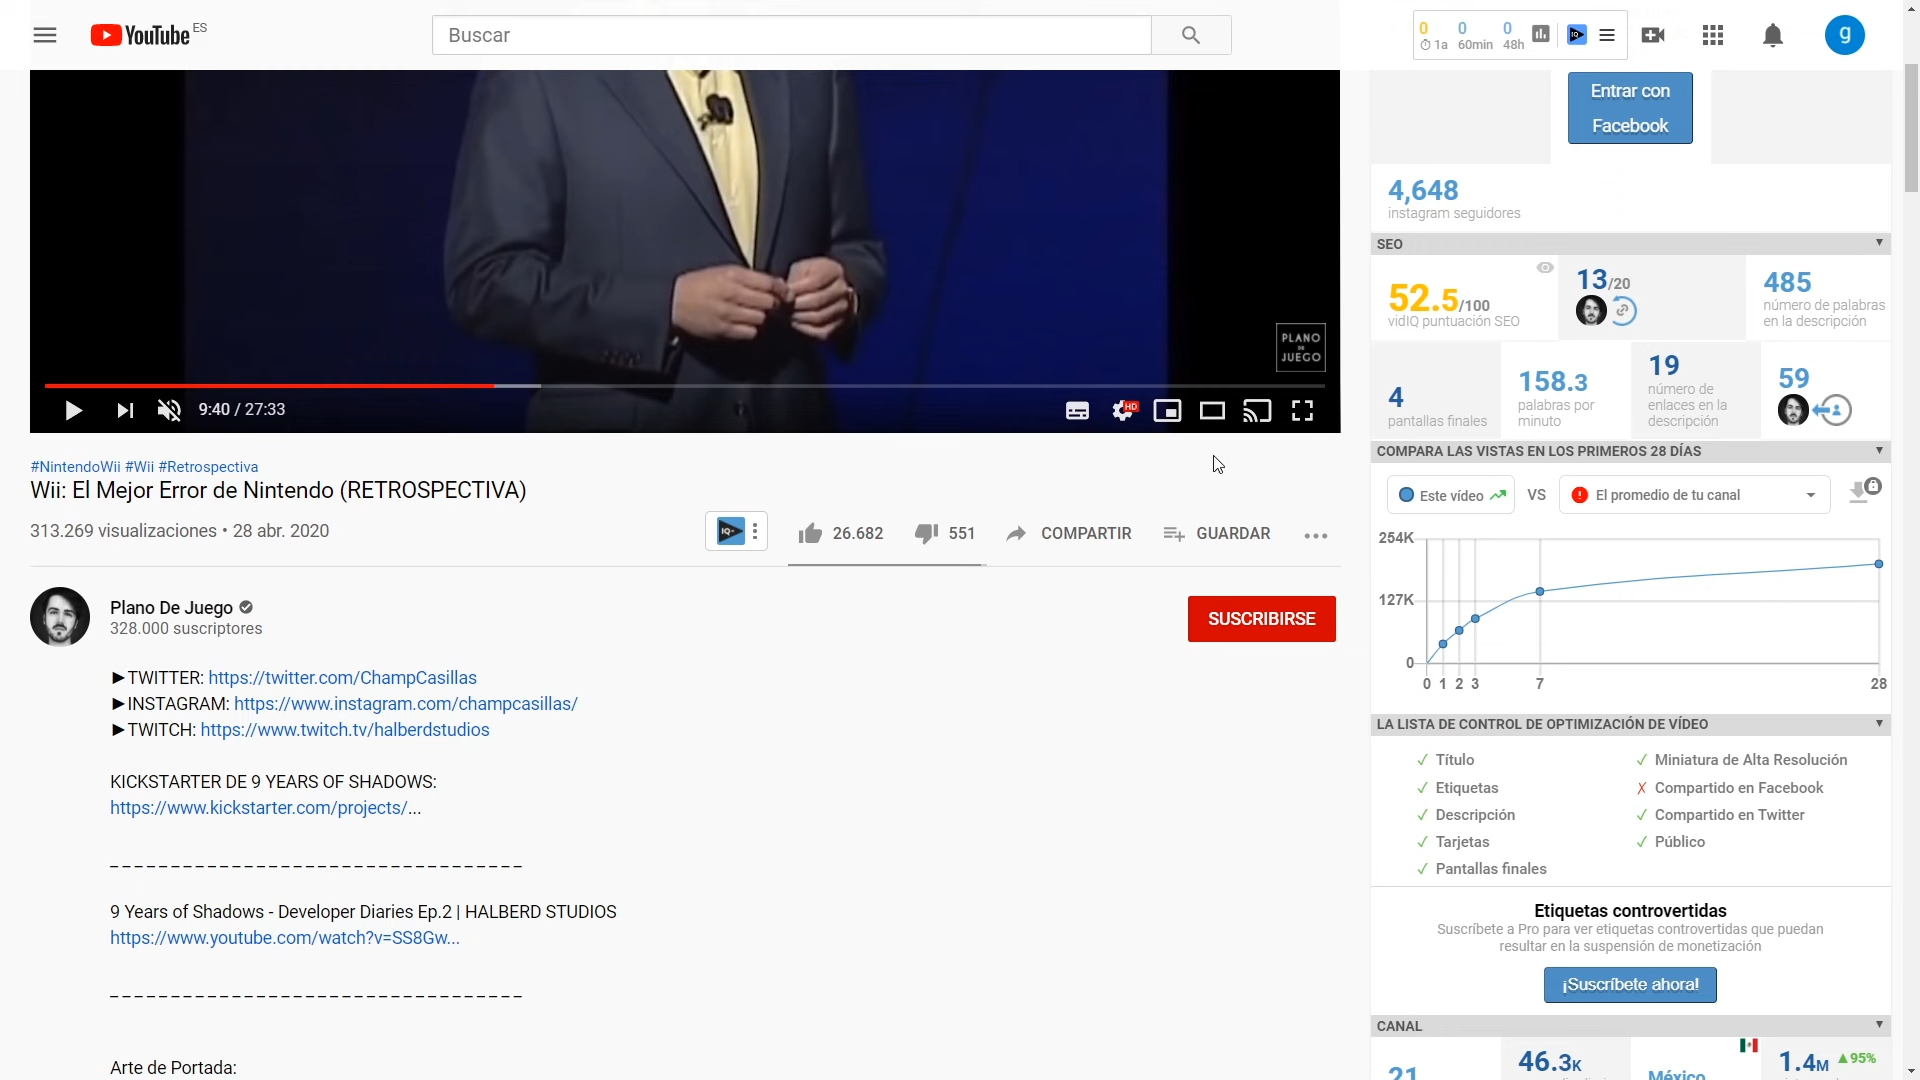 YouTube ES
Buscar
0 0 0
1a 60min 48h
g
Entrar con
Facebook
4,648
instagram seguidores
SEO
52.5/100
vidIQ puntuación SEO
13/20
485
número de palabras
en la descripción
4
pantallas finales
158.3
palabras por
minuto
19
número de
enlaces en la
descripción
59
PLANO
DE
JUEGO
9:40 / 27:33
HD
COMPARA LAS VISTAS EN LOS PRIMEROS 28 DÍAS
Este vídeo VS El promedio de tu canal
254K
127K
0
0 1 2 3 7 28
#NintendoWii #Wii #Retrospectiva
Wii: El Mejor Error de Nintendo (RETROSPECTIVA)
313.269 visualizaciones • 28 abr. 2020
IQ 26.682 551 COMPARTIR GUARDAR
Plano De Juego
328.000 suscriptores
SUSCRIBIRSE
►TWITTER: https://twitter.com/ChampCasillas
►INSTAGRAM: https://www.instagram.com/champcasillas/
►TWITCH: https://www.twitch.tv/halberdstudios
KICKSTARTER DE 9 YEARS OF SHADOWS:
https://www.kickstarter.com/projects/...
_ _ _ _ _ _ _ _ _ _ _ _ _ _ _ _ _ _ _ _ _ _ _ _ _ _ _
9 Years of Shadows - Developer Diaries Ep.2 | HALBERD STUDIOS
https://www.youtube.com/watch?v=SS8Gw...
_ _ _ _ _ _ _ _ _ _ _ _ _ _ _ _ _ _ _ _ _ _ _ _ _ _ _
Arte de Portada:
LA LISTA DE CONTROL DE OPTIMIZACIÓN DE VÍDEO
✓ Título
✓ Etiquetas
✓ Descripción
✓ Tarjetas
✓ Pantallas finales
✓ Miniatura de Alta Resolución
✗ Compartido en Facebook
✓ Compartido en Twitter
✓ Público
Etiquetas controvertidas
Suscríbete a Pro para ver etiquetas controvertidas que puedan
resultar en la suspensión de monetización
¡Suscríbete ahora!
CANAL
21 46.3K México 1.4M ▲95%